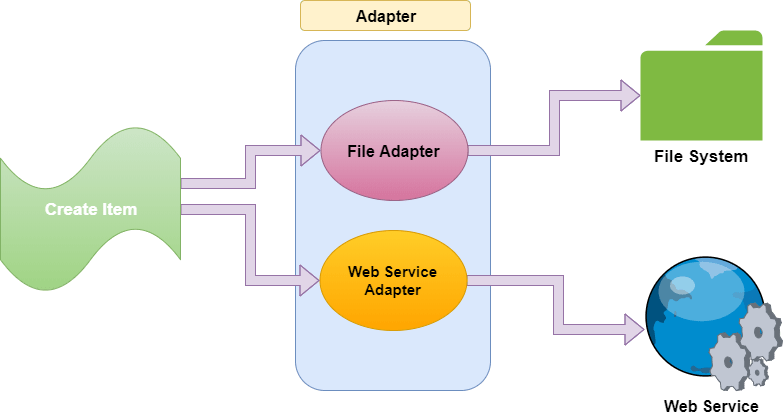 Adapter
File Adapter
File System
Create Item
Web Service
Adapter
Web Service